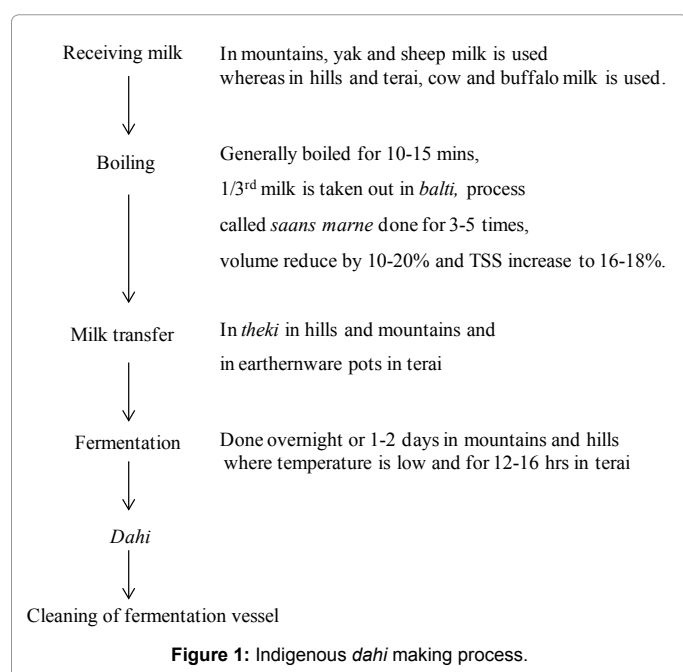 Receiving milk
In mountains, yak and sheep milk is used
whereas in hills and terai, cow and buffalo milk is used.
Boiling
Generally boiled for 10-15 mins,
1/3rd milk is taken out in balti, process
called saans marne done for 3-5 times,
volume reduce by 10-20% and TSS increase to 16-18%.
Milk transfer
In theki in hills and mountains and
in earthernware pots in terai
Fermentation
Done overnight or 1-2 days in mountains and hills
where temperature is low and for 12-16 hrs in terai
Dahi
Cleaning of fermentation vessel
Figure 1: Indigenous dahi making process.